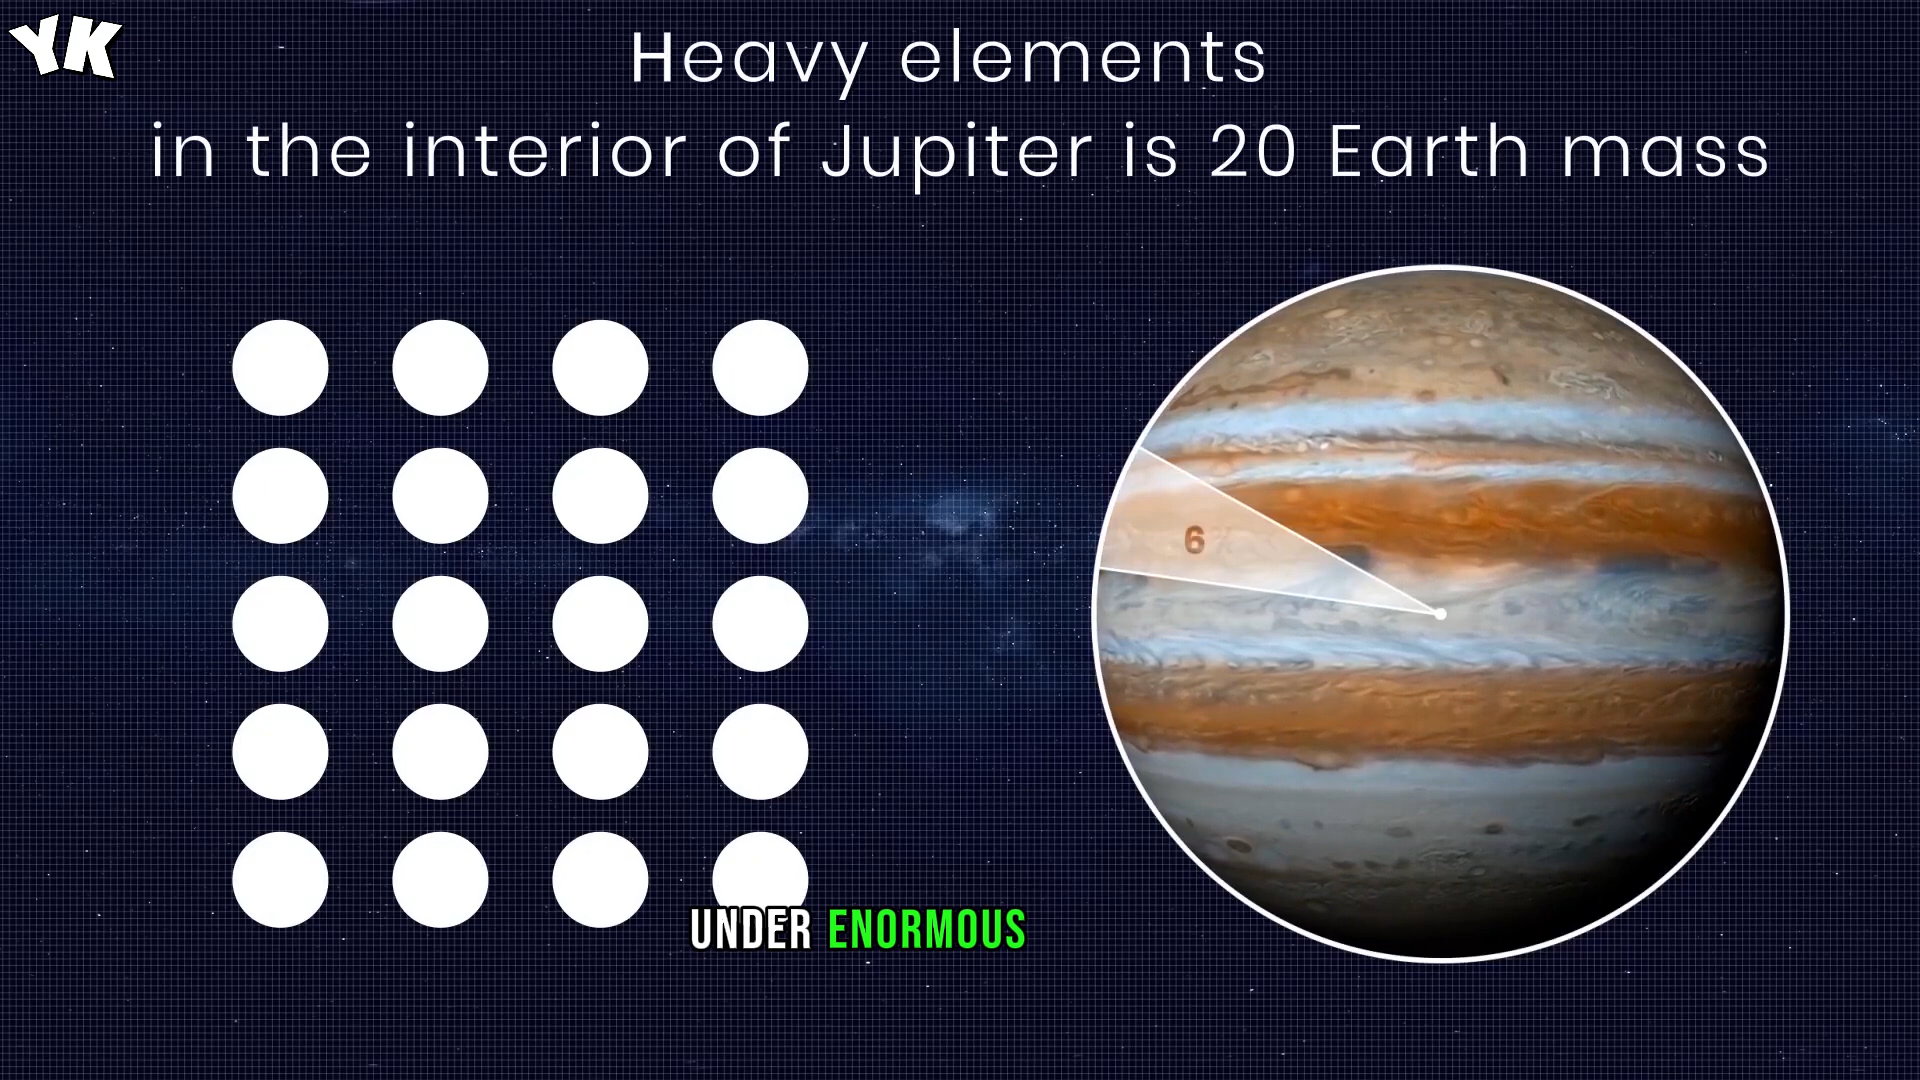 YK
Heavy elements
in the interior of Jupiter is 20 Earth mass
6
UNDER ENORMOUS